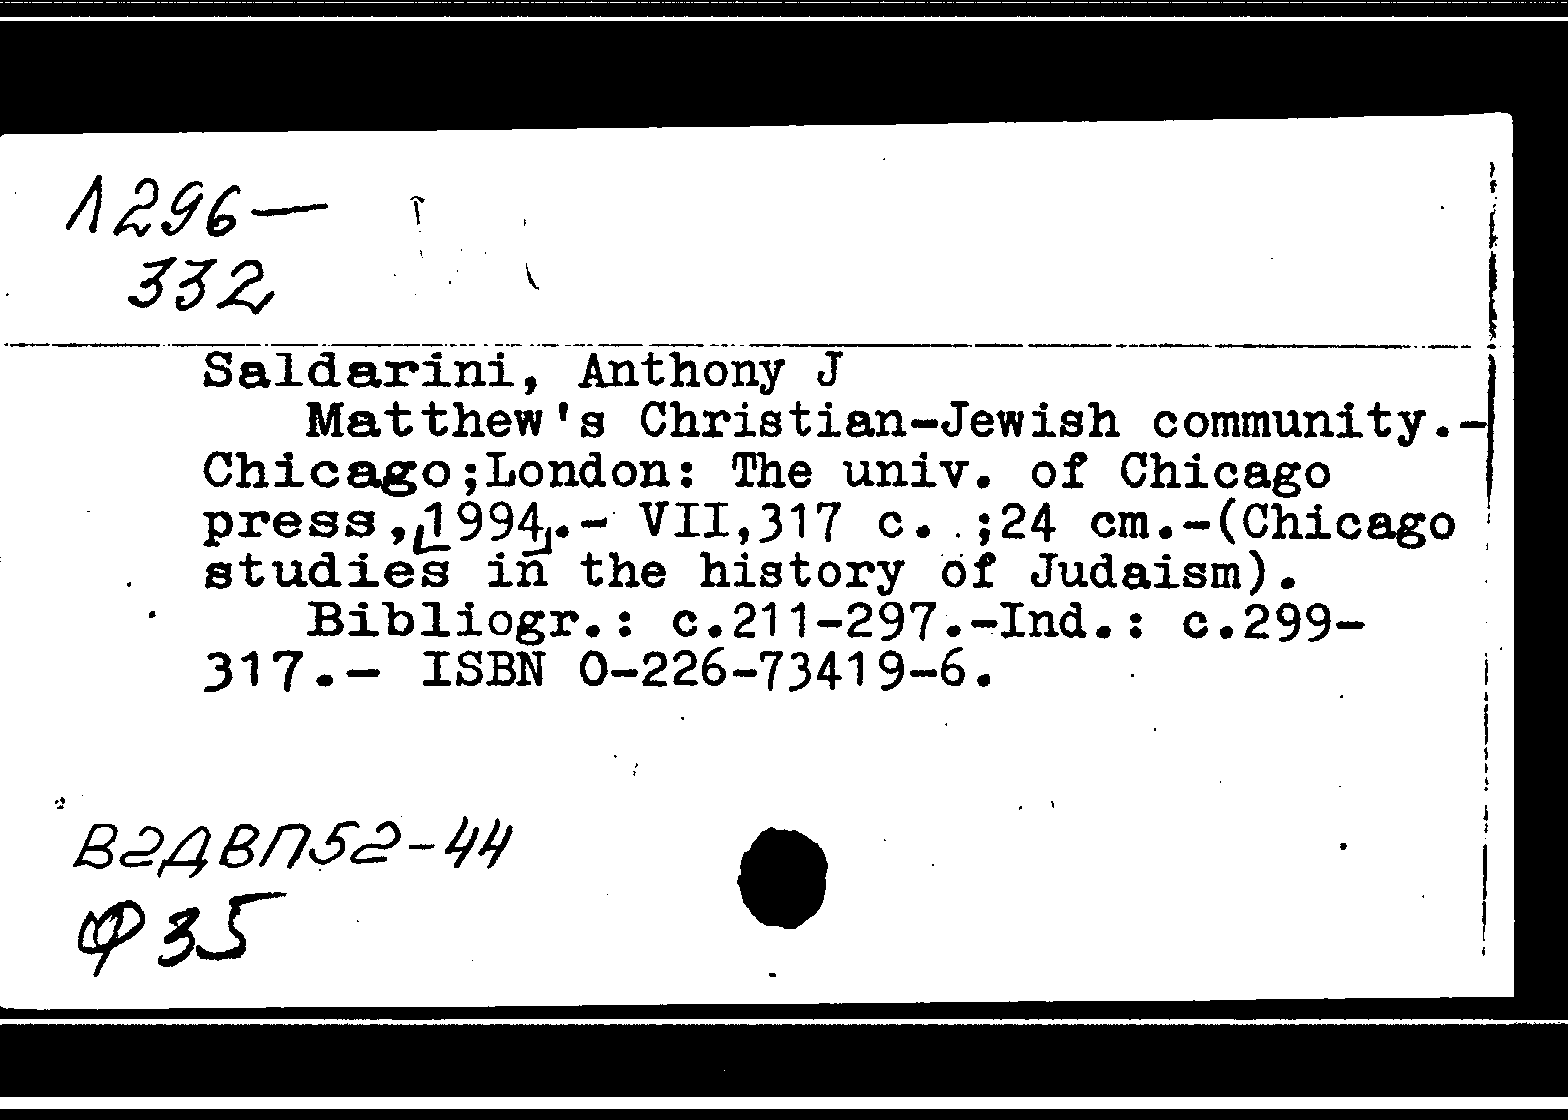 Л296—
332
Saldarini, Anthony J
Matthew's Christian-Jewish community.-
Chicago;London: The univ. of Chicago
press,[1994].- VII,317 c. ;24 cm.-(Chicago
studies in the history of Judaism).
Bibliogr.: c.211-297.-Ind.: c.299-
317.- ISBN 0-226-73419-6.
В2ДВП52-44
Ф35